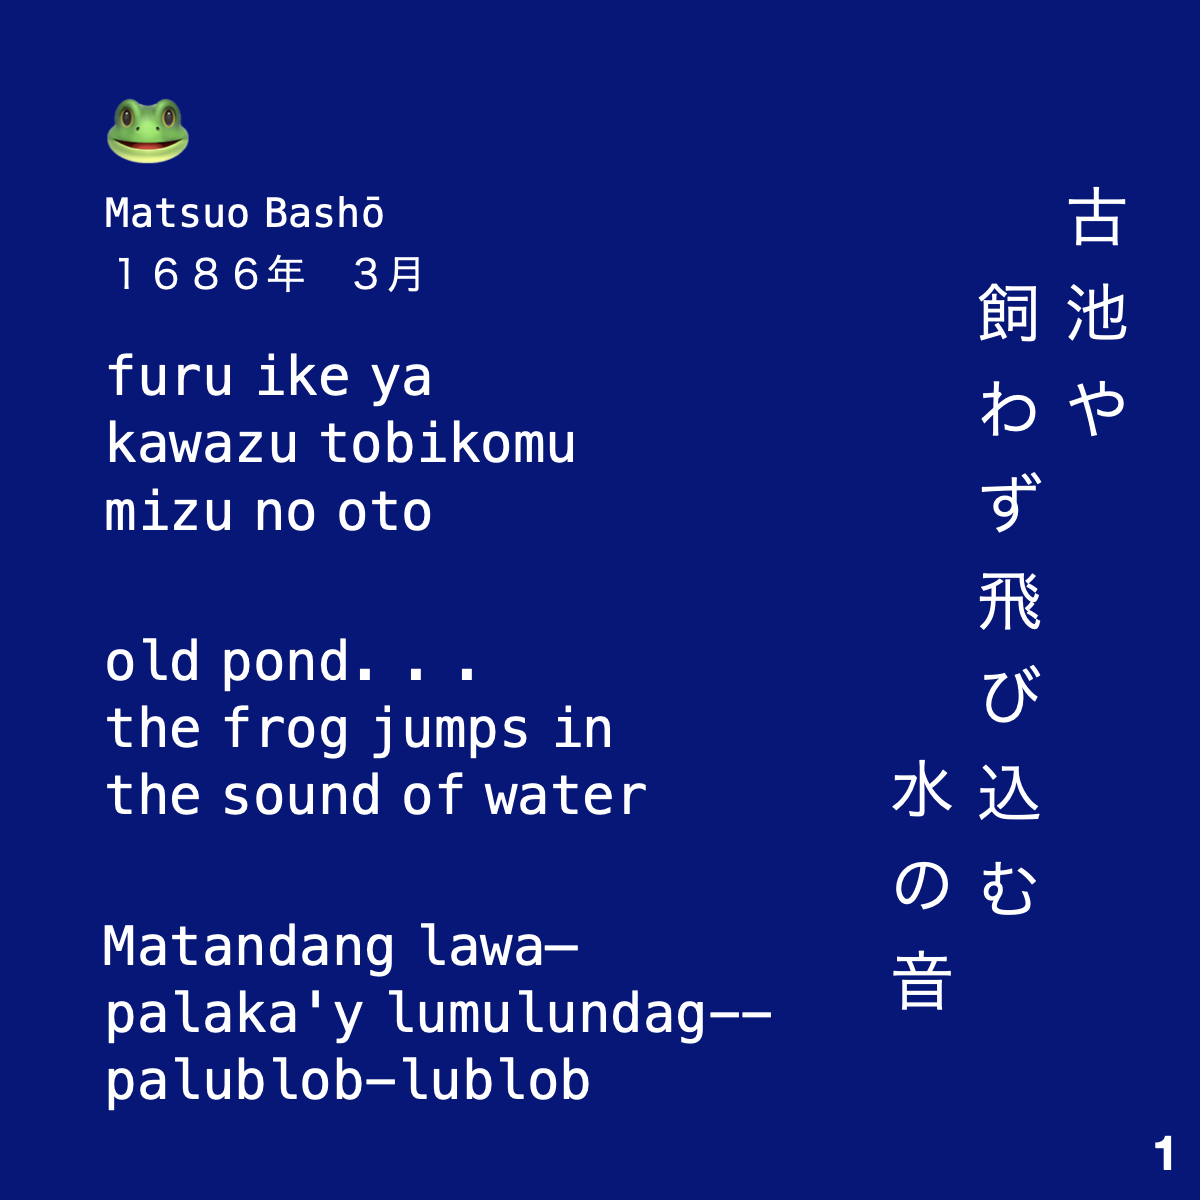 Matsuo Bashō
１６８６年　３月
furu ike ya
kawazu tobikomu
mizu no oto
old pond. . .
the frog jumps in
the sound of water
Matandang lawa—
palaka'y lumulundag——
palublob—lublob
古池や
飼わず飛び込む
水の音
1